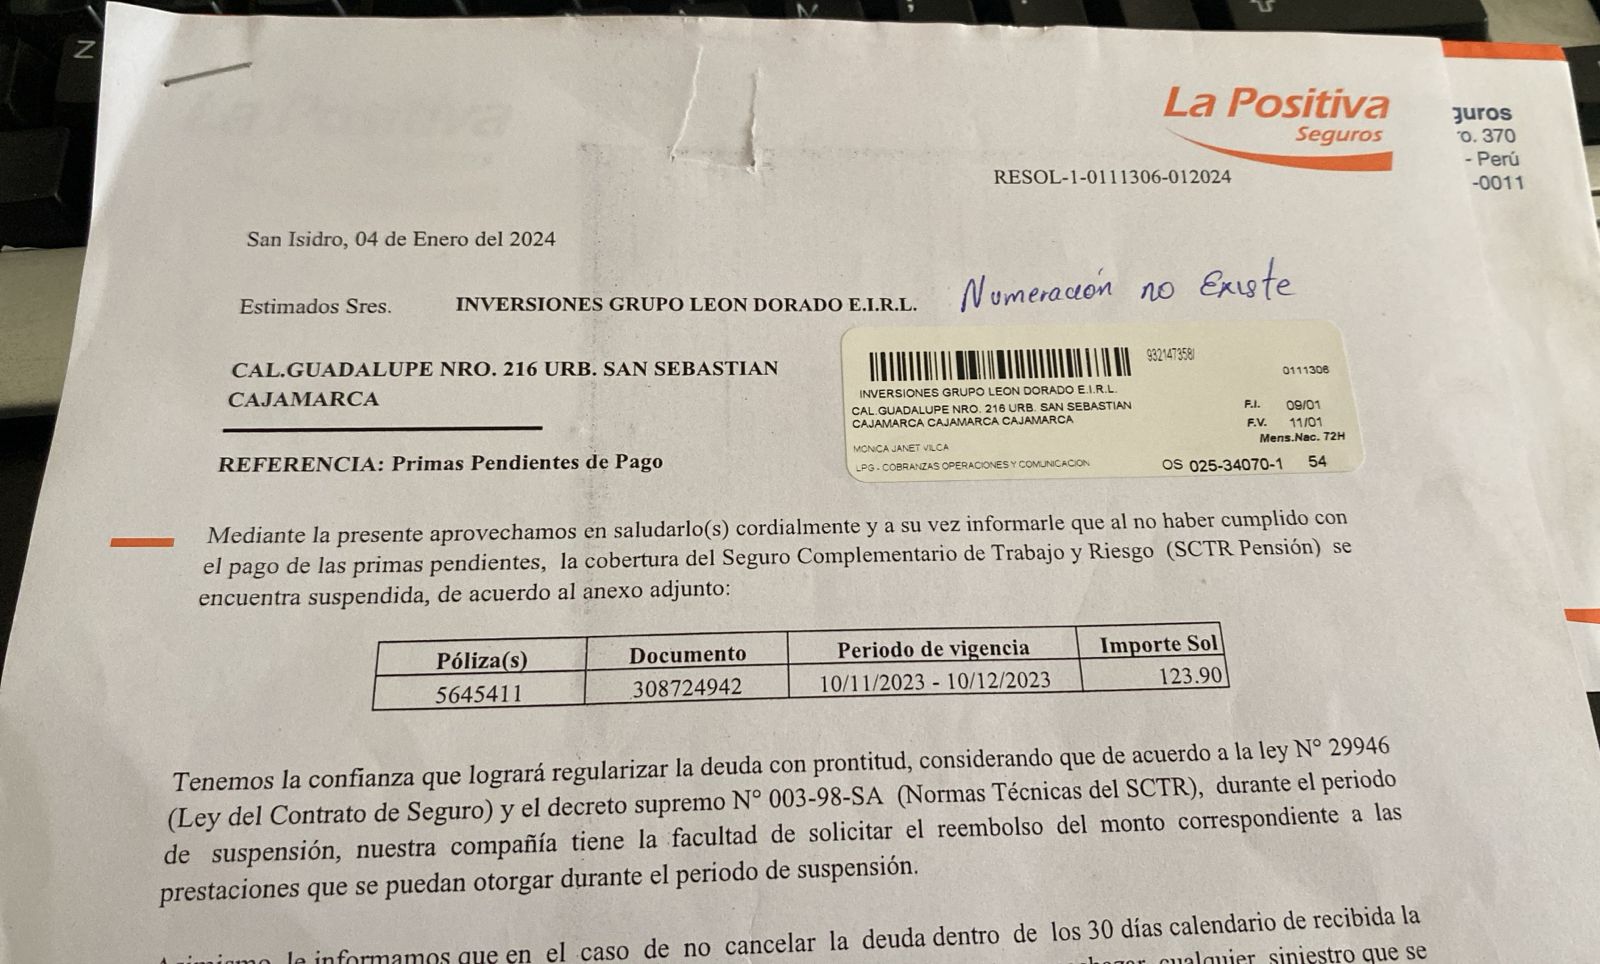 La Positiva
Seguros
guros
o. 370
- Perú
-0011
RESOL-1-0111306-012024
San Isidro, 04 de Enero del 2024
Estimados Sres. INVERSIONES GRUPO LEON DORADO E.I.R.L.
Numeración no Existe
CAL.GUADALUPE NRO. 216 URB. SAN SEBASTIAN
CAJAMARCA
932147358/
0111306
INVERSIONES GRUPO LEON DORADO E.I.R.L.
CAL.GUADALUPE NRO. 216 URB. SAN SEBASTIAN
CAJAMARCA CAJAMARCA CAJAMARCA
F.I. 09/01
F.V. 11/01
Mens.Nac. 72H
MONICA JANET VILCA
LPG - COBRANZAS OPERACIONES Y COMUNICACION
OS 025-34070-1 54
REFERENCIA: Primas Pendientes de Pago
Mediante la presente aprovechamos en saludarlo(s) cordialmente y a su vez informarle que al no haber cumplido con
el pago de las primas pendientes, la cobertura del Seguro Complementario de Trabajo y Riesgo (SCTR Pensión) se
encuentra suspendida, de acuerdo al anexo adjunto:
Póliza(s) Documento Periodo de vigencia Importe Sol
5645411 308724942 10/11/2023 - 10/12/2023 123.90
Tenemos la confianza que logrará regularizar la deuda con prontitud, considerando que de acuerdo a la ley N° 29946
(Ley del Contrato de Seguro) y el decreto supremo N° 003-98-SA (Normas Técnicas del SCTR), durante el periodo
de suspensión, nuestra compañía tiene la facultad de solicitar el reembolso del monto correspondiente a las
prestaciones que se puedan otorgar durante el periodo de suspensión.
le informamos que en el caso de no cancelar la deuda dentro de los 30 días calendario de recibida la
cualquier siniestro que se
Z